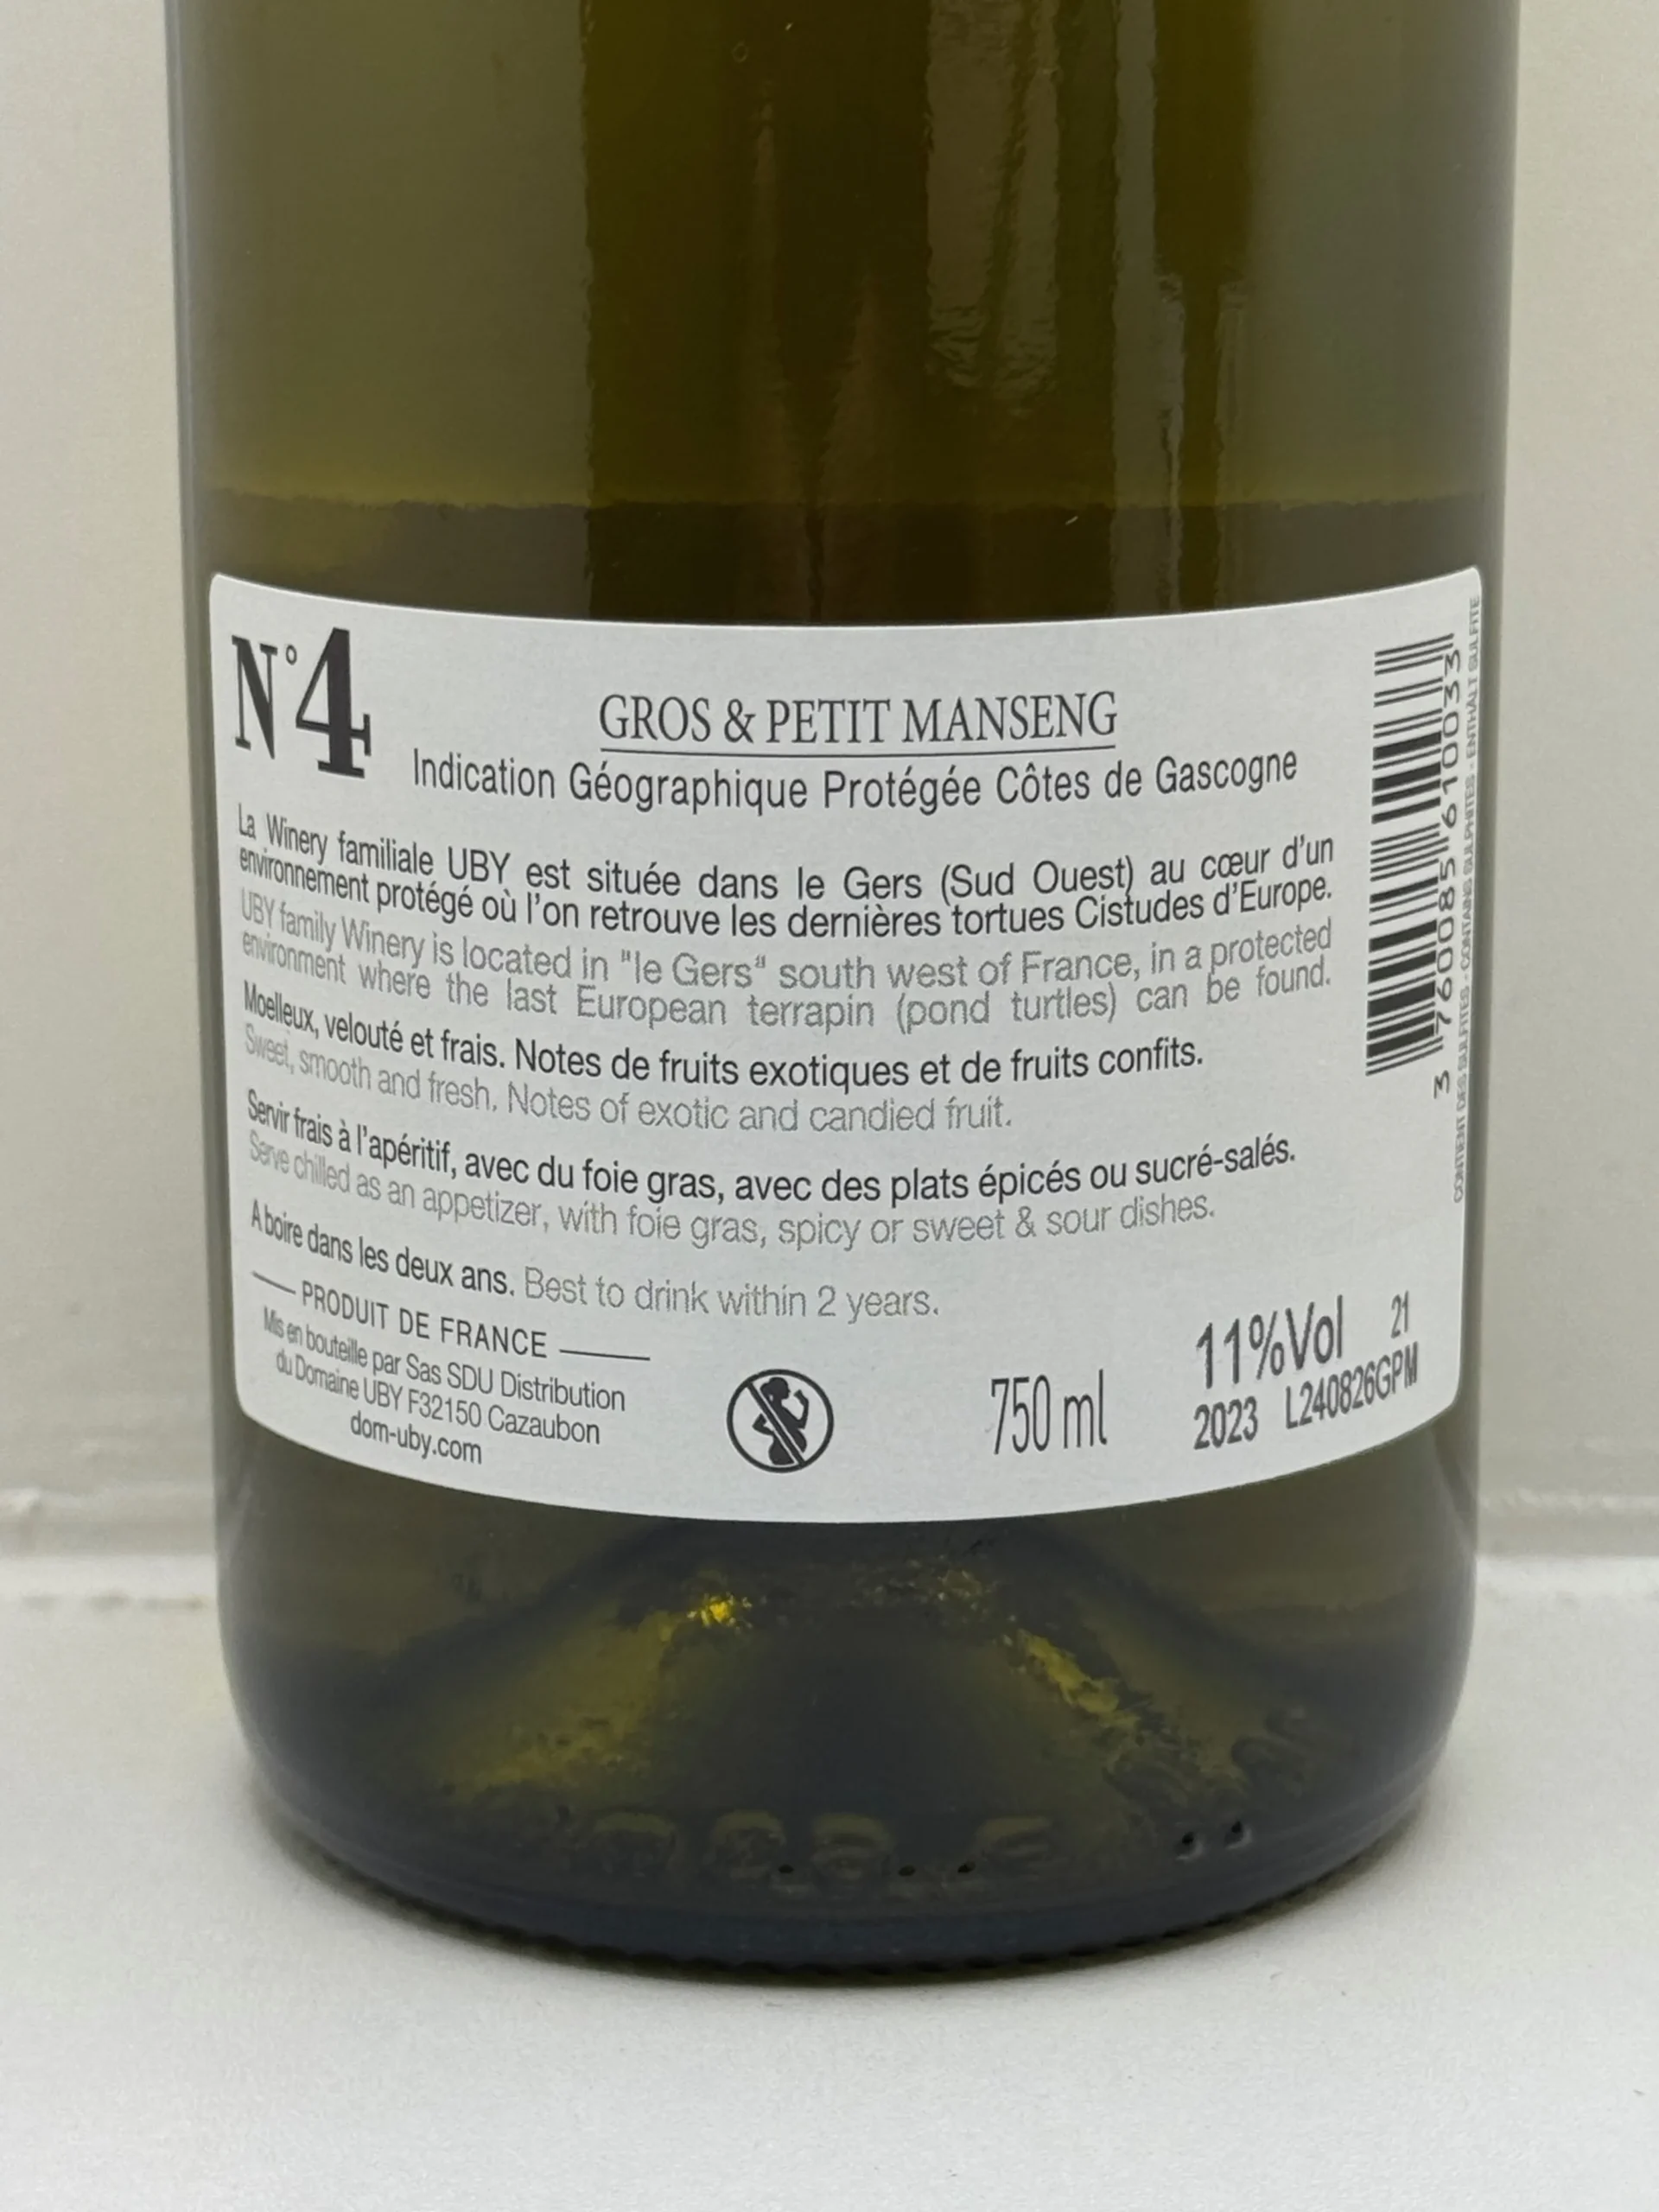 N°4
GROS & PETIT MANSENG
Indication Géographique Protégée Côtes de Gascogne
La Winery familiale UBY est située dans le Gers (Sud Ouest) au cœur d'un
environnement protégé où l'on retrouve les dernières tortues Cistudes d'Europe.
UBY family Winery is located in "le Gers" south west of France, in a protected
environment where the last European terrapin (pond turtles) can be found.
Moelleux, velouté et frais. Notes de fruits exotiques et de fruits confits.
Sweet, smooth and fresh. Notes of exotic and candied fruit.
Servir frais à l'apéritif, avec du foie gras, avec des plats épicés ou sucré-salés.
Serve chilled as an appetizer, with foie gras, spicy or sweet & sour dishes.
A boire dans les deux ans. Best to drink within 2 years.
PRODUIT DE FRANCE
Mis en bouteille par Sas SDU Distribution
du Domaine UBY F32150 Cazaubon
dom-uby.com
750 ml
11%Vol 21
2023 L240826GPM
3 760085 610033
CONTIENT DES SULFITES - CONTAINS SULPHITES - ENTHÄLT SULFITE